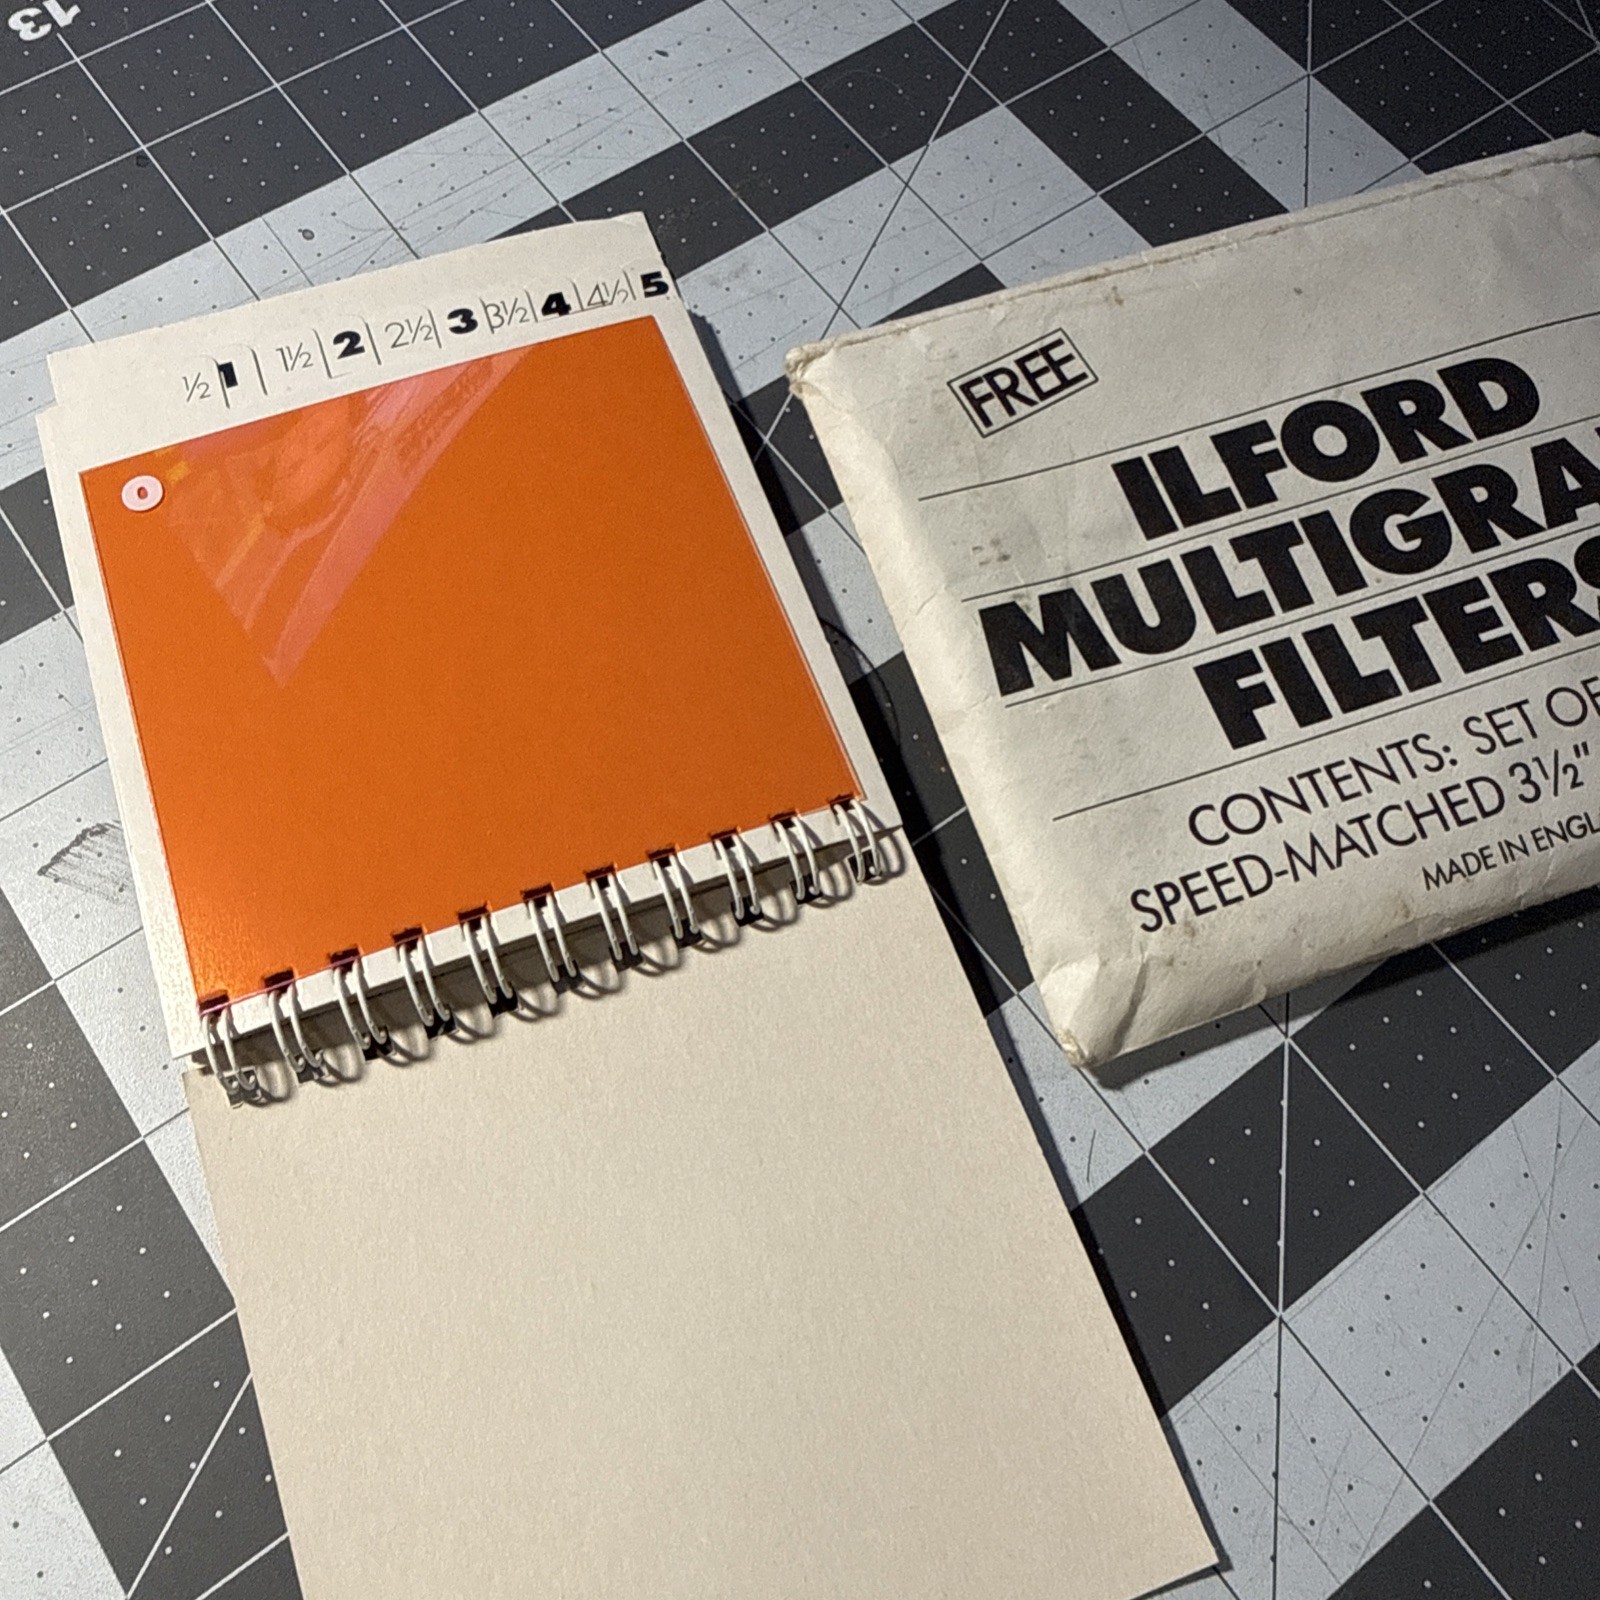 13
½ 1 1½ 2 2½ 3 3½ 4 4½ 5
0
FREE
ILFORD
MULTIGRA
FILTERS
CONTENTS: SET OF
SPEED-MATCHED 3½"
MADE IN ENGL